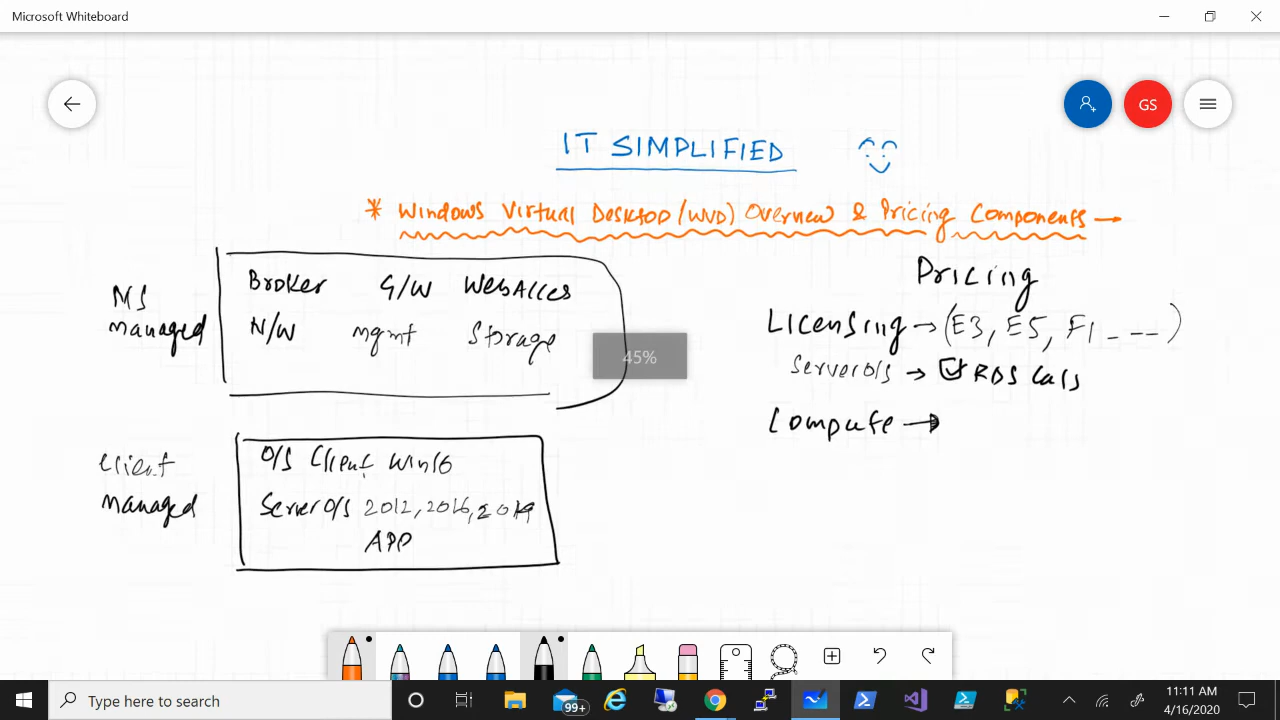 Microsoft Whiteboard
GS
IT SIMPLIFIED
* Windows Virtual Desktop (WVD) Overview & Pricing Components →
MS
managed
Broker G/W WebAcces
N/W mgmt Storage
45%
Client
Managed
O/S Client Win10
Server O/S 2012, 2016, 2019
APP
Pricing
Licensing → (E3, E5, F1 - -- )
Server O/S → RDS Cals
Compute →
99+
Type here to search
11:11 AM
4/16/2020